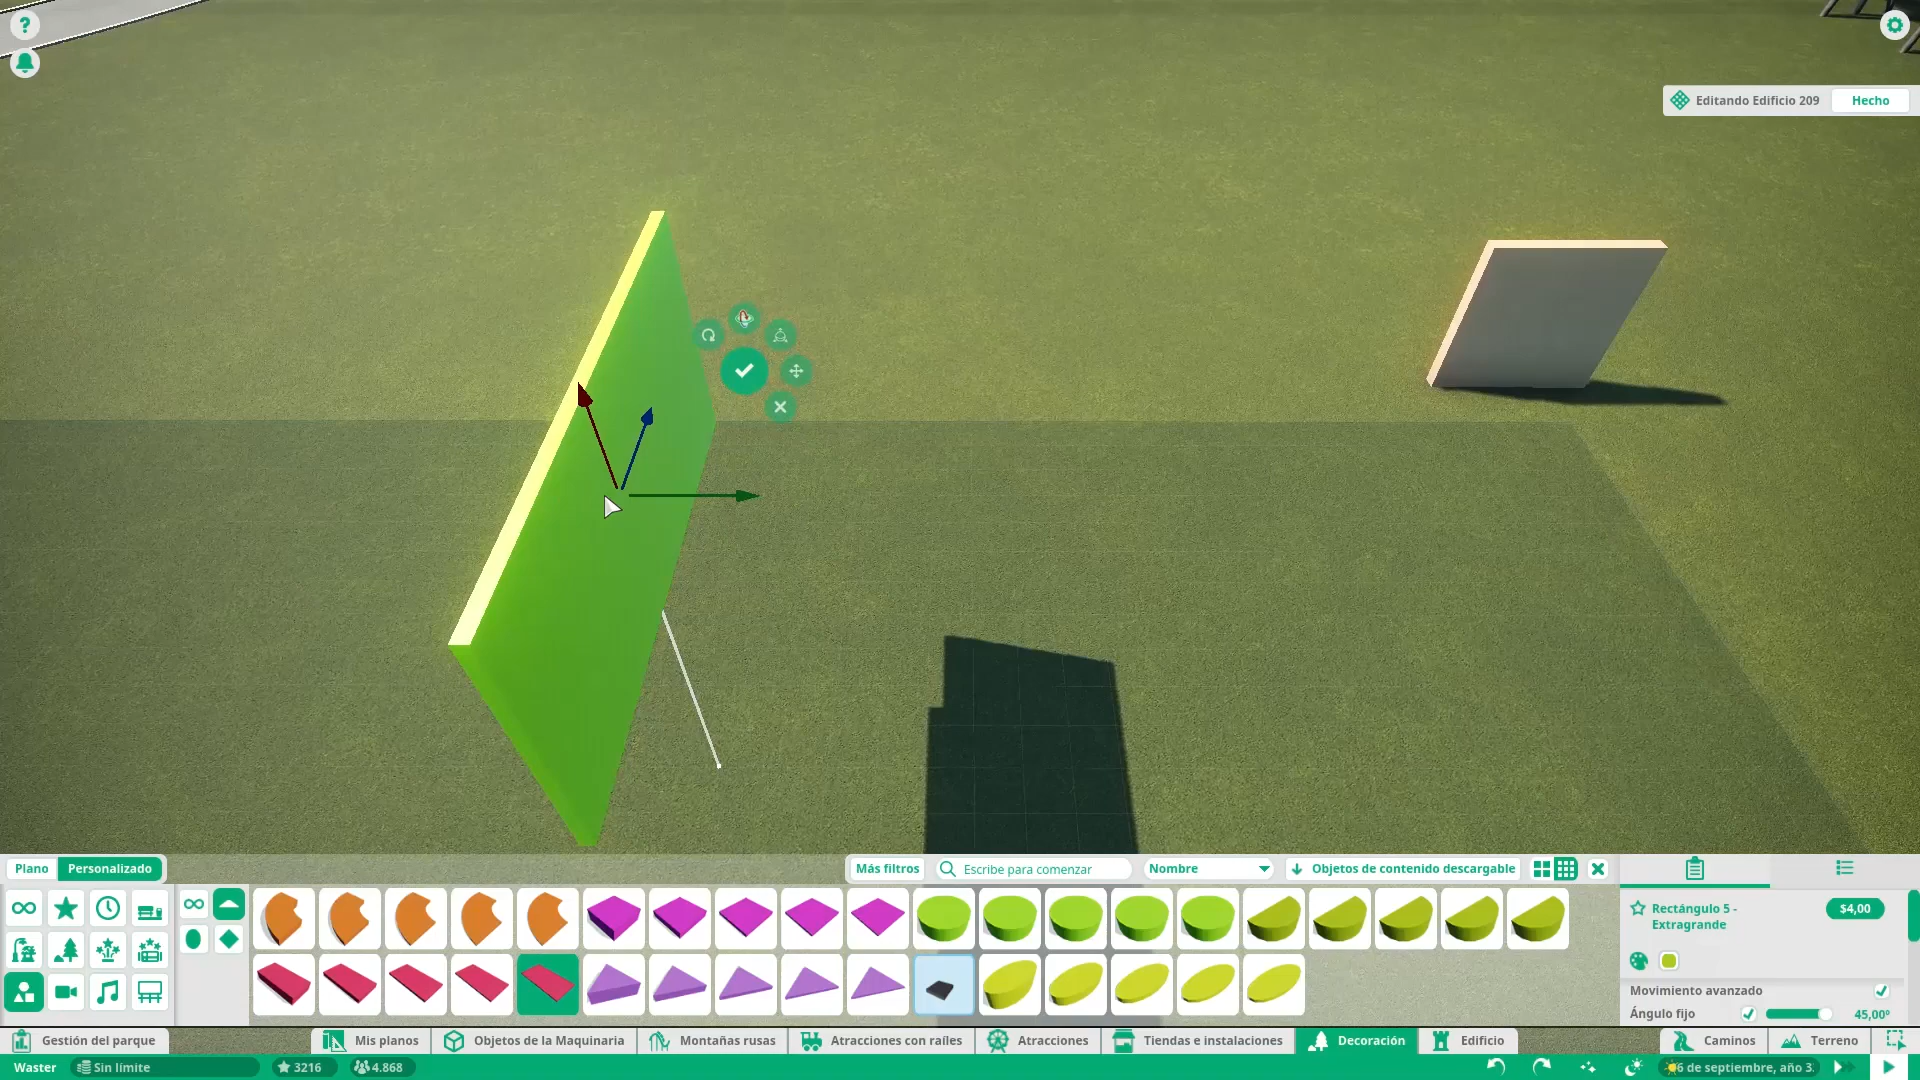 ?
Editando Edificio 209
Hecho
Plano
Personalizado
Más filtros
Escribe para comenzar
Nombre
Objetos de contenido descargable
Rectángulo 5 -
Extragrande
$4,00
Movimiento avanzado
Ángulo fijo
45,00º
Gestión del parque
Mis planos
Objetos de la Maquinaria
Montañas rusas
Atracciones con raíles
Atracciones
Tiendas e instalaciones
Decoración
Edificio
Caminos
Terreno
Waster
Sin límite
3216
4.868
6 de septiembre, año 3.